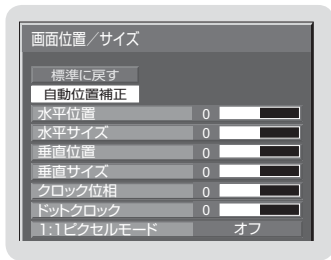 画面位置／サイズ
標準に戻す
自動位置補正
水平位置 0
水平サイズ 0
垂直位置 0
垂直サイズ 0
クロック位相 0
ドットクロック 0
1:1ピクセルモード オフ